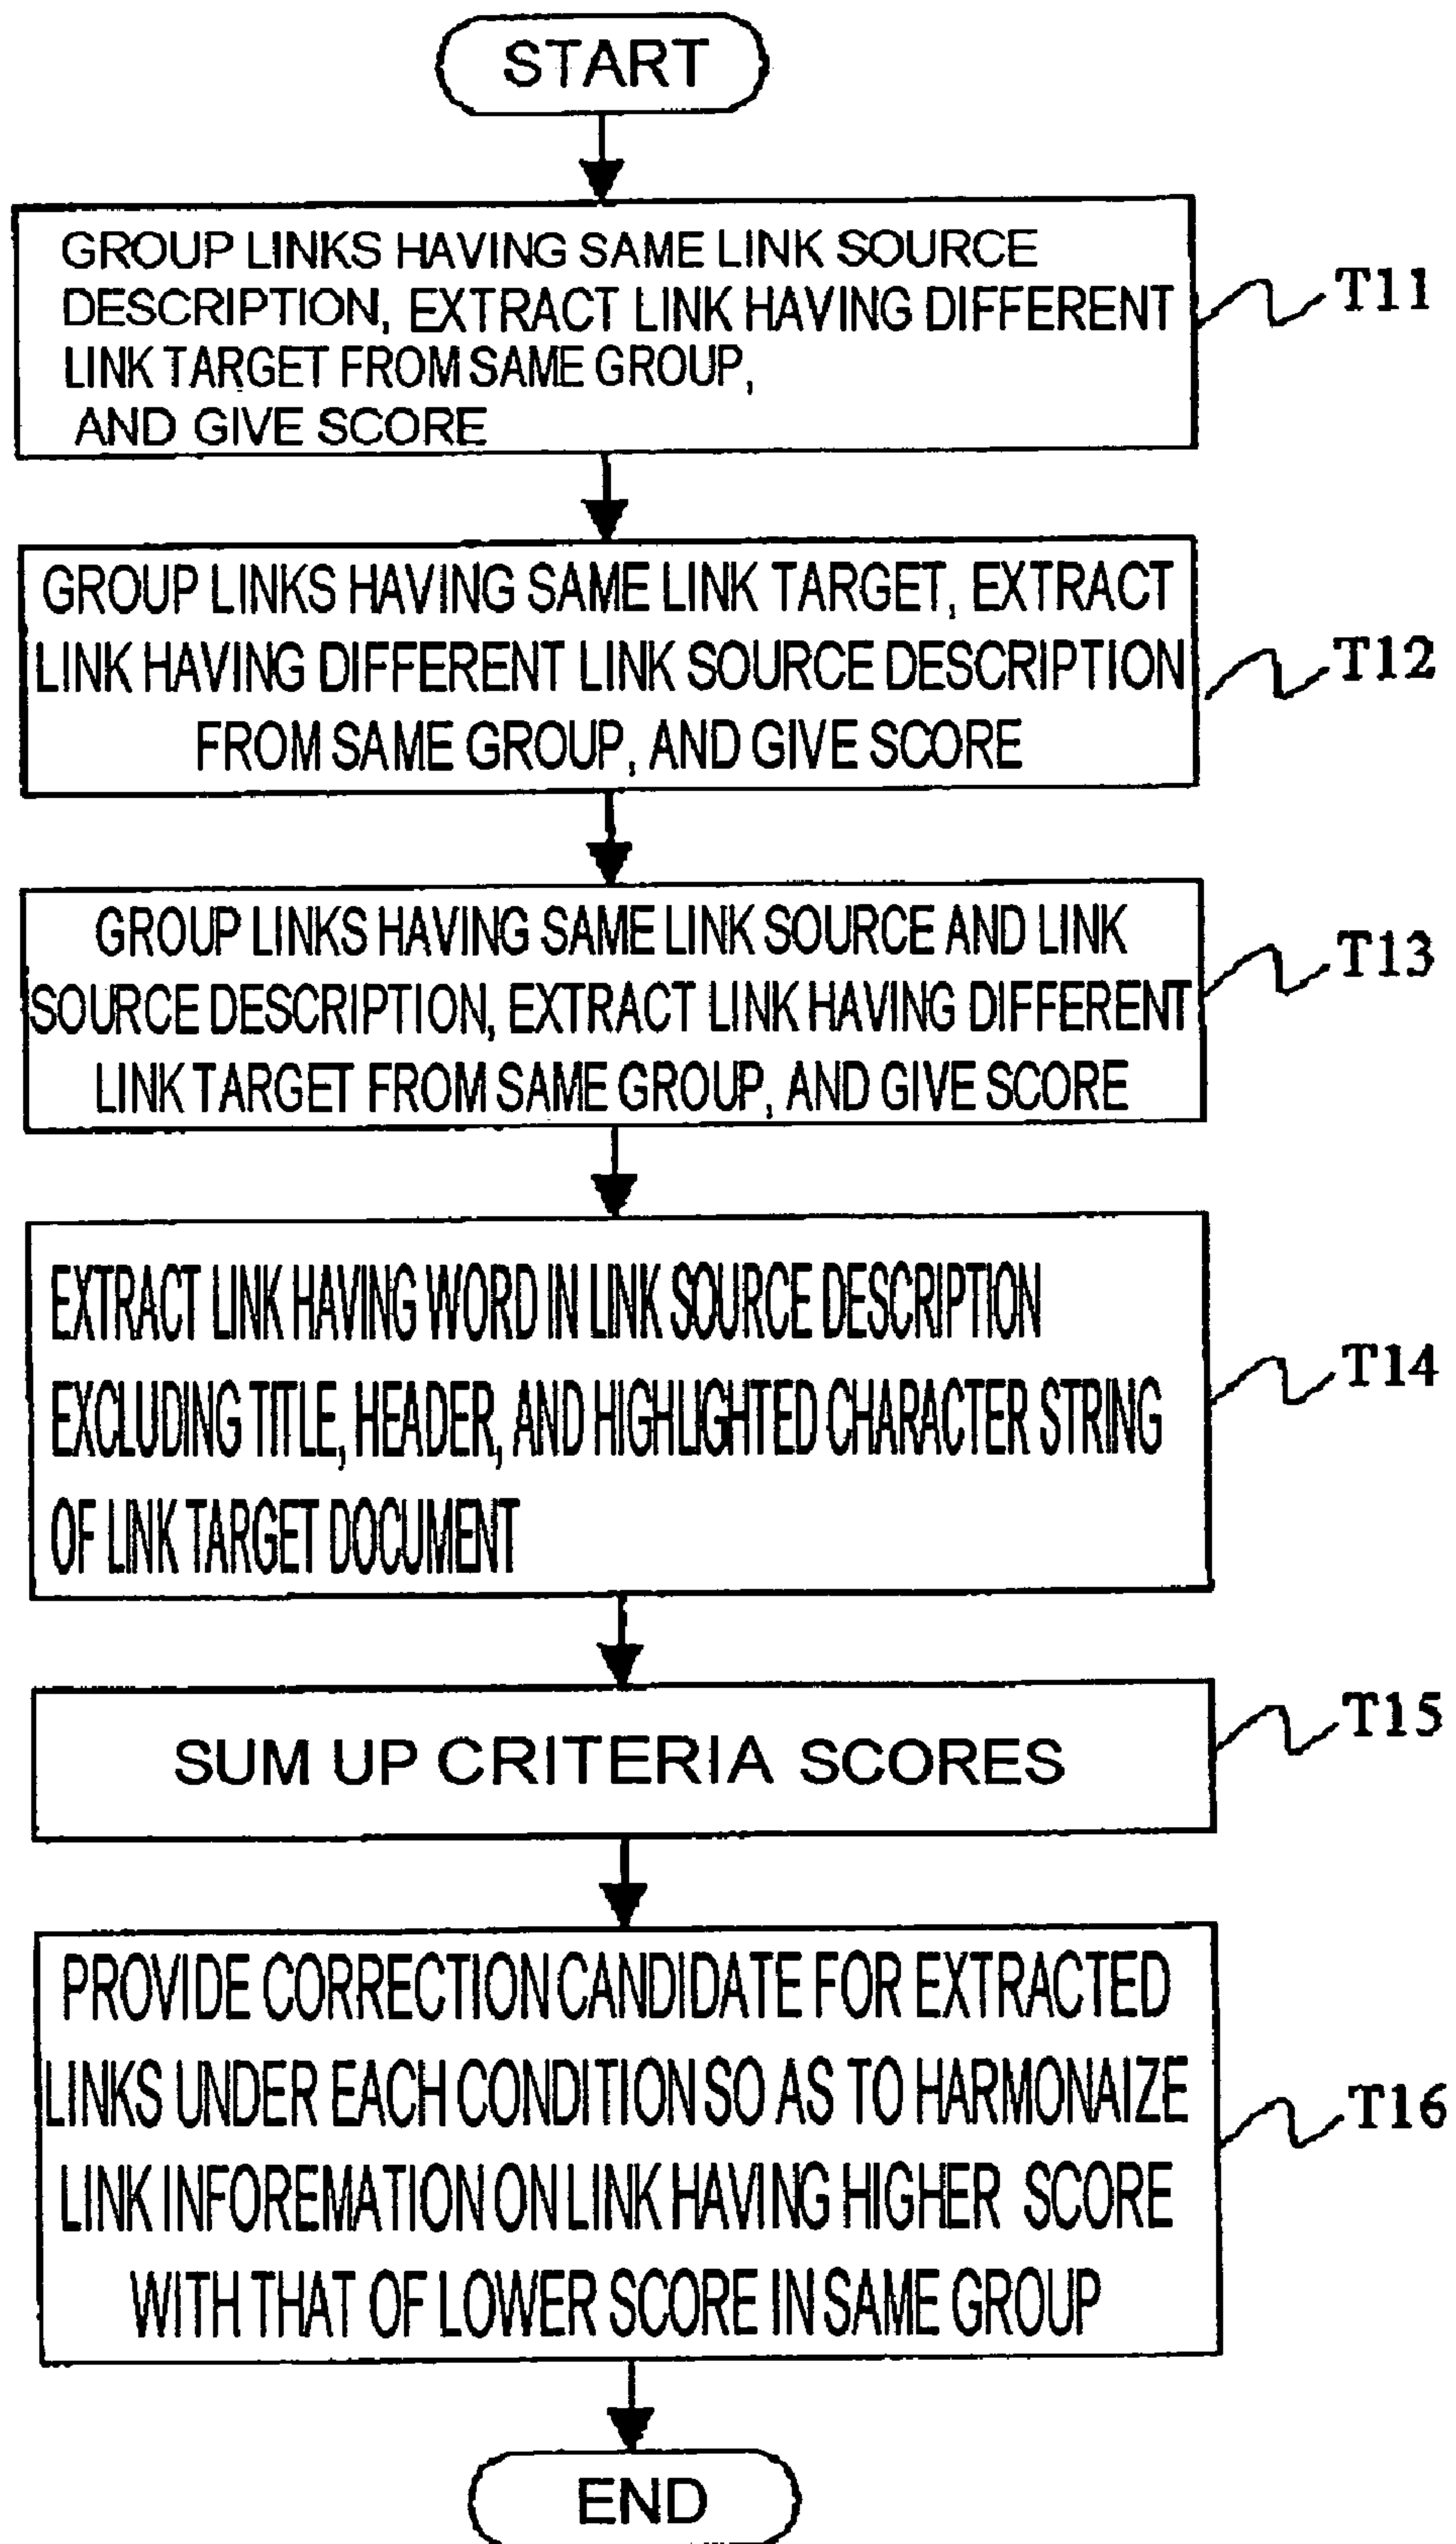 START
GROUP LINKS HAVING SAME LINK SOURCE
DESCRIPTION, EXTRACT LINK HAVING DIFFERENT
LINK TARGET FROM SAME GROUP,
AND GIVE SCORE
T11
GROUP LINKS HAVING SAME LINK TARGET, EXTRACT
LINK HAVING DIFFERENT LINK SOURCE DESCRIPTION
FROM SAME GROUP, AND GIVE SCORE
T12
GROUP LINKS HAVING SAME LINK SOURCE AND LINK
SOURCE DESCRIPTION, EXTRACT LINK HAVING DIFFERENT
LINK TARGET FROM SAME GROUP, AND GIVE SCORE
T13
EXTRACT LINK HAVING WORD IN LINK SOURCE DESCRIPTION
EXCLUDING TITLE, HEADER, AND HIGHLIGHTED CHARACTER STRING
OF LINK TARGET DOCUMENT
T14
SUM UP CRITERIA SCORES
T15
PROVIDE CORRECTION CANDIDATE FOR EXTRACTED
LINKS UNDER EACH CONDITION SO AS TO HARMONAIZE
LINK INFOREMATION ON LINK HAVING HIGHER SCORE
WITH THAT OF LOWER SCORE IN SAME GROUP
T16
END